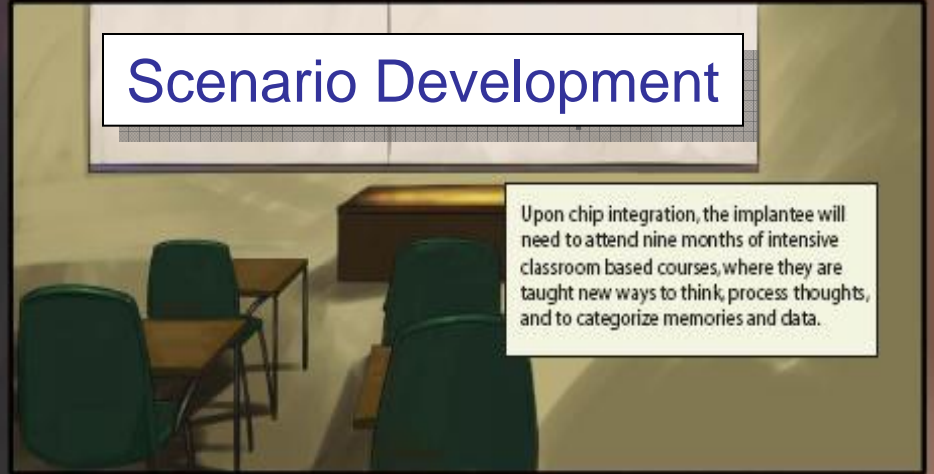 Scenario Development
Upon chip integration, the implantee will
need to attend nine months of intensive
classroom based courses, where they are
taught new ways to think, process thoughts,
and to categorize memories and data.